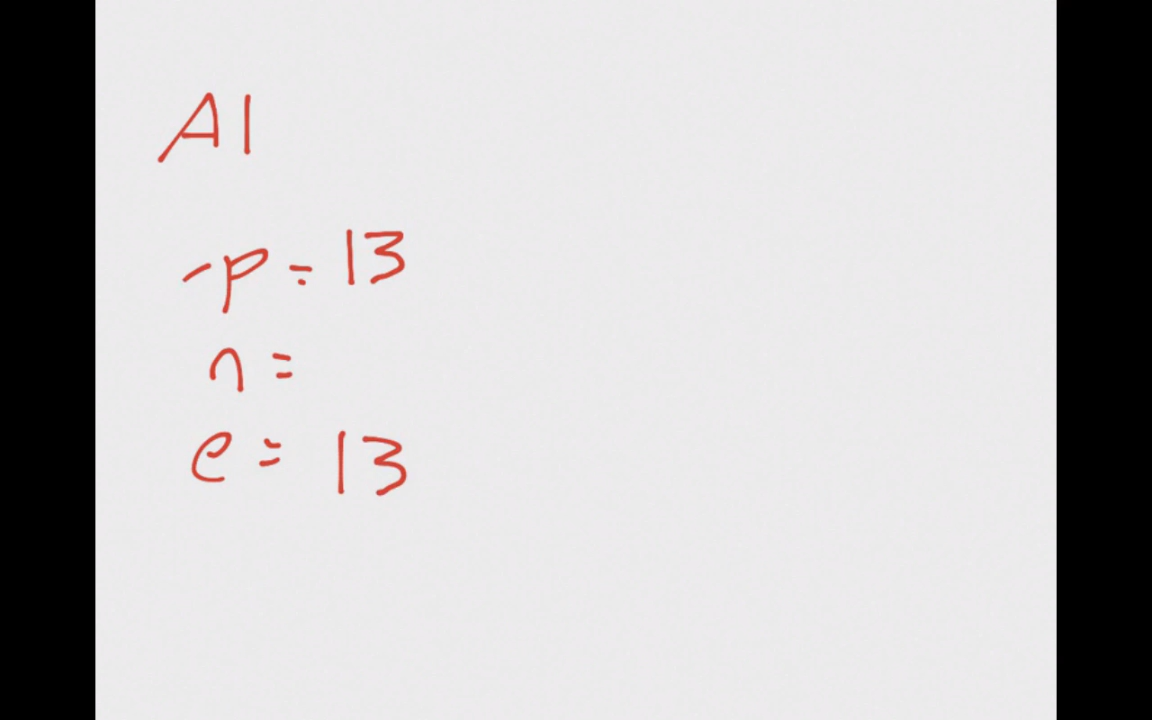 Al
-p = 13
n =
e = 13